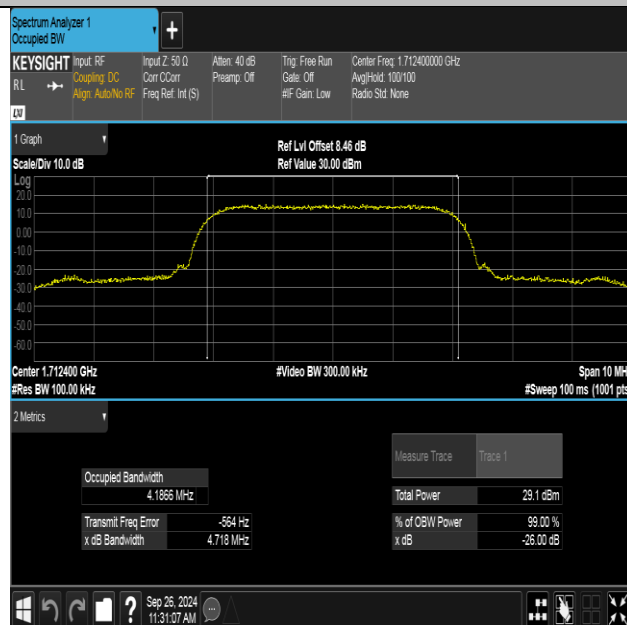 Spectrum Analyzer 1
Occupied BW
KEYSIGHT
RL
LXI
Input: RF
Coupling: DC
Align: Auto/No RF
Input Z: 50 Ω
Corr CCorr
Freq Ref: Int (S)
Atten: 40 dB
Preamp: Off
Trig: Free Run
Gate: Off
#IF Gain: Low
Center Freq: 1.712400000 GHz
Avg|Hold: 100/100
Radio Std: None
1 Graph
Scale/Div 10.0 dB
Ref Lvl Offset 8.46 dB
Ref Value 30.00 dBm
Log
20.0
10.0
0.00
-10.0
-20.0
-30.0
-40.0
-50.0
-60.0
Center 1.712400 GHz
#Video BW 300.00 kHz
Span 10 MH
#Res BW 100.00 kHz
#Sweep 100 ms (1001 pts
2 Metrics
Measure Trace Trace 1
Occupied Bandwidth
4.1866 MHz
Total Power 29.1 dBm
Transmit Freq Error -564 Hz
% of OBW Power 99.00 %
x dB Bandwidth 4.718 MHz
x dB -26.00 dB
?
Sep 26, 2024
11:31:07 AM